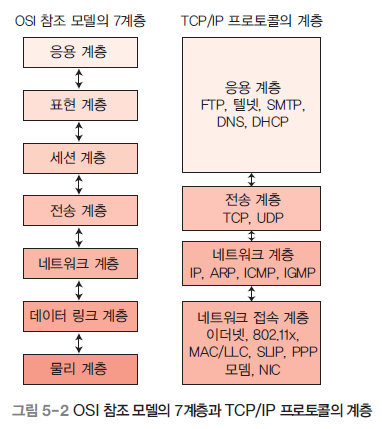 OSI 참조 모델의 7계층
응용 계층
표현 계층
세션 계층
전송 계층
네트워크 계층
데이터 링크 계층
물리 계층
TCP/IP 프로토콜의 계층
응용 계층
FTP, 텔넷, SMTP,
DNS, DHCP
전송 계층
TCP, UDP
네트워크 계층
IP, ARP, ICMP, IGMP
네트워크 접속 계층
이더넷, 802.11x,
MAC/LLC, SLIP, PPP
모뎀, NIC
그림 5-2 OSI 참조 모델의 7계층과 TCP/IP 프로토콜의 계층